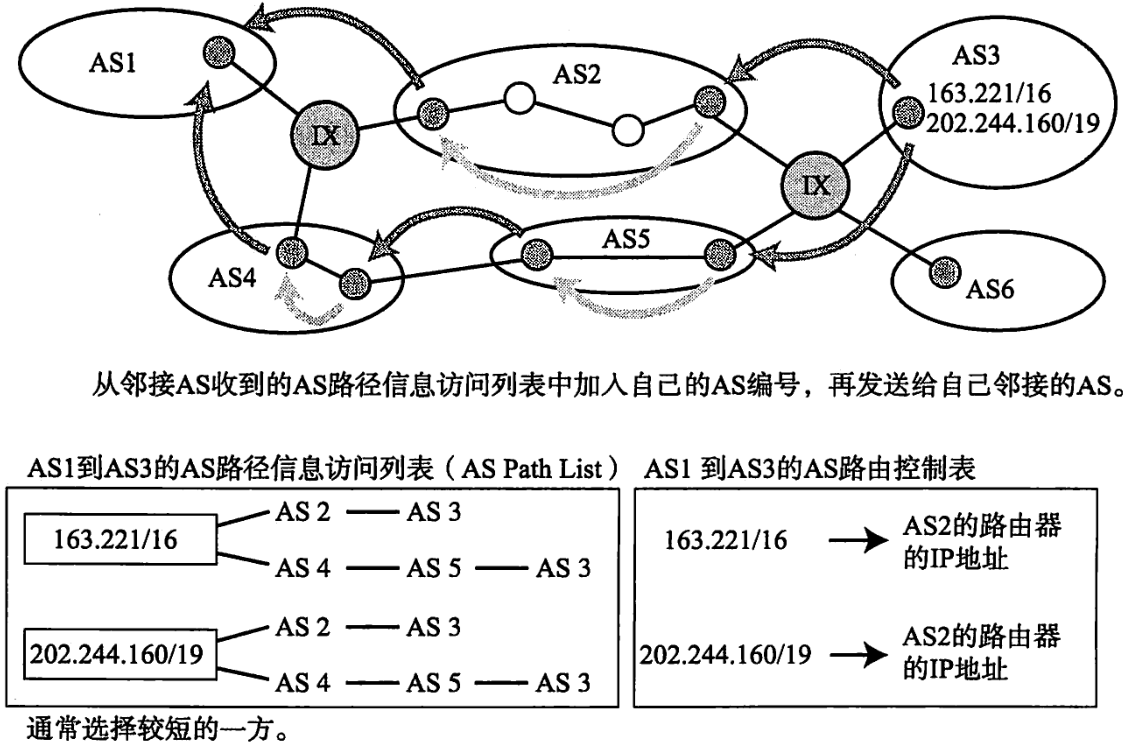 AS1
AS2
AS3
163.221/16
202.244.160/19
IX
IX
AS4
AS5
AS6
从邻接AS收到的AS路径信息访问列表中加入自己的AS编号，再发送给自己邻接的AS。
AS1到AS3的AS路径信息访问列表（AS Path List）
163.221/16
AS 2 AS 3
AS 4 AS 5 AS 3
202.244.160/19
AS 2 AS 3
AS 4 AS 5 AS 3
通常选择较短的一方。
AS1 到AS3的AS路由控制表
163.221/16
AS2的路由器
的IP地址
202.244.160/19
AS2的路由器
的IP地址